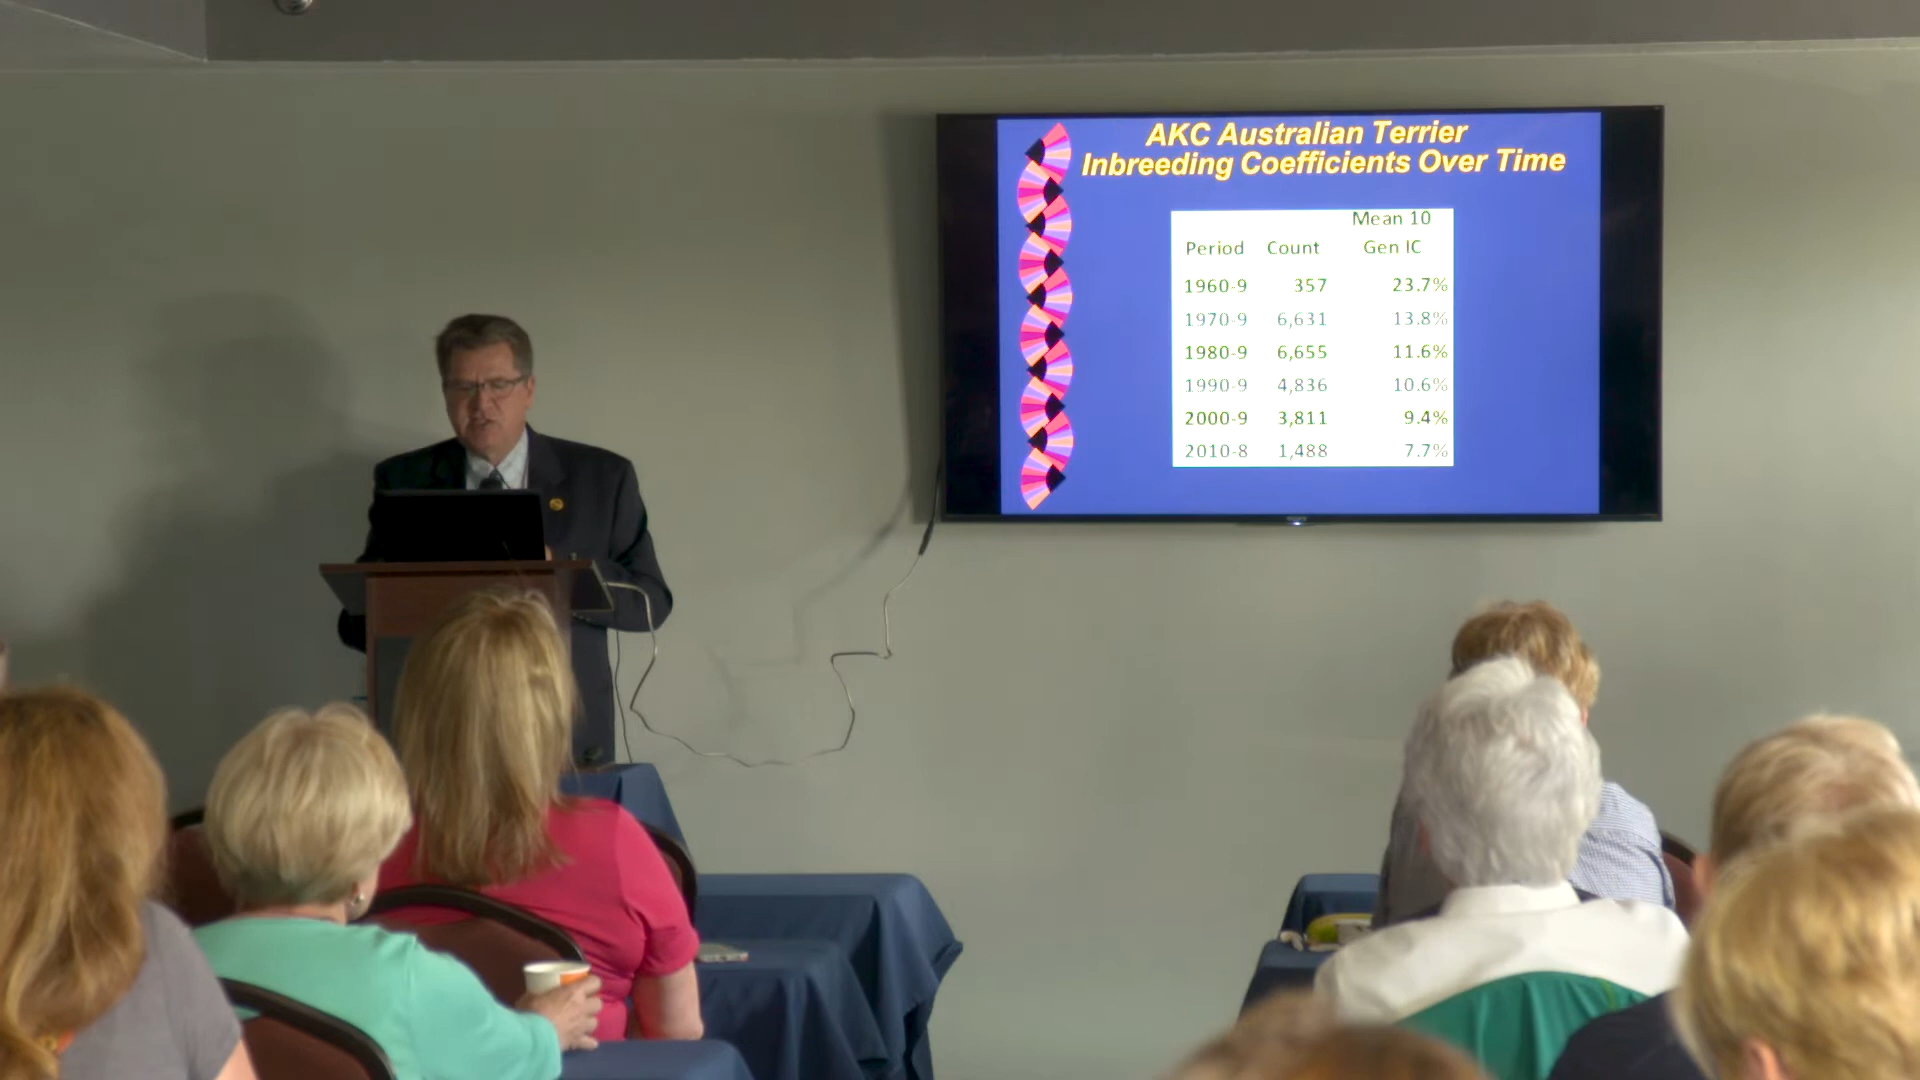 AKC Australian Terrier
Inbreeding Coefficients Over Time
Mean 10
Period Count Gen IC
1960-9 357 23.7%
1970-9 6,631 13.8%
1980-9 6,655 11.6%
1990-9 4,836 10.6%
2000-9 3,811 9.4%
2010-8 1,488 7.7%